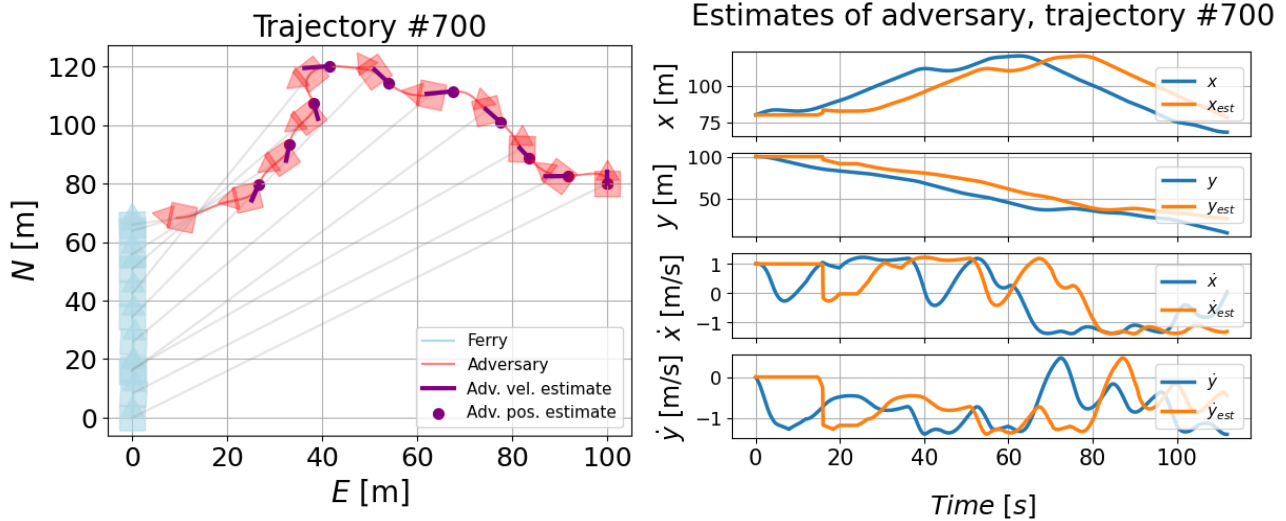 Trajectory #700
N [m]
120
100
80
60
40
20
0
Ferry
Adversary
Adv. vel. estimate
Adv. pos. estimate
0
20
40
60
80
100
E [m]
Estimates of adversary, trajectory #700
x [m]
100
75
x
x_est
y [m]
100
50
y
y_est
ẋ [m/s]
1
0
−1
ẋ
ẋ_est
ẏ [m/s]
0
−1
ẏ
ẏ_est
0
20
40
60
80
100
Time [s]